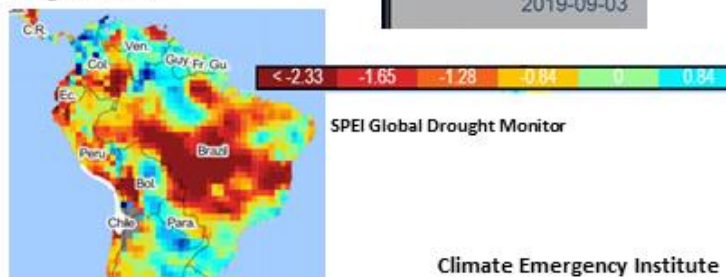 2019-09-03
C.R.
Ven.
Guy. Fr. Gu.
Col.
Ec.
< -2.33 -1.65 -1.28 -0.84 0 0.84
SPEI Global Drought Monitor
Peru
Brazil
Bol.
Chile
Para.
Climate Emergency Institute